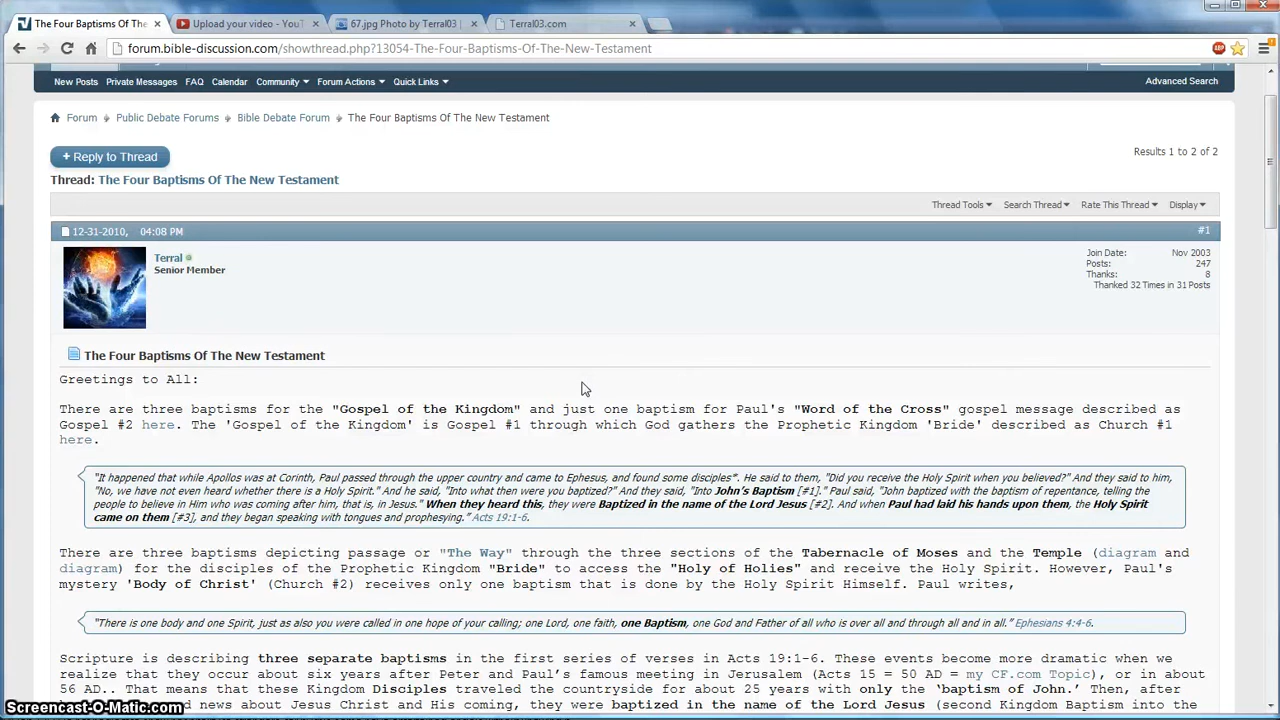 The Four Baptisms Of The
Upload your video - YouT
67.jpg Photo by Terral03 |
Terral03.com
forum.bible-discussion.com/showthread.php?13054-The-Four-Baptisms-Of-The-New-Testament
New Posts Private Messages FAQ Calendar Community Forum Actions Quick Links Advanced Search
Forum Public Debate Forums Bible Debate Forum The Four Baptisms Of The New Testament
+ Reply to Thread
Results 1 to 2 of 2
Thread: The Four Baptisms Of The New Testament
Thread Tools Search Thread Rate This Thread Display
12-31-2010, 04:08 PM #1
Terral
Senior Member
Join Date: Nov 2003
Posts: 247
Thanks: 8
Thanked 32 Times in 31 Posts
The Four Baptisms Of The New Testament
Greetings to All:
There are three baptisms for the "Gospel of the Kingdom" and just one baptism for Paul's "Word of the Cross" gospel message described as
Gospel #2 here. The 'Gospel of the Kingdom' is Gospel #1 through which God gathers the Prophetic Kingdom 'Bride' described as Church #1
here.
"It happened that while Apollos was at Corinth, Paul passed through the upper country and came to Ephesus, and found some disciples*. He said to them, "Did you receive the Holy Spirit when you believed?" And they said to him,
"No, we have not even heard whether there is a Holy Spirit." And he said, "Into what then were you baptized?" And they said, "Into John's Baptism [#1]." Paul said, "John baptized with the baptism of repentance, telling the
people to believe in Him who was coming after him, that is, in Jesus." When they heard this, they were Baptized in the name of the Lord Jesus [#2]. And when Paul had laid his hands upon them, the Holy Spirit
came on them [#3], and they began speaking with tongues and prophesying." Acts 19:1-6.
There are three baptisms depicting passage or "The Way" through the three sections of the Tabernacle of Moses and the Temple (diagram and
diagram) for the disciples of the Prophetic Kingdom "Bride" to access the "Holy of Holies" and receive the Holy Spirit. However, Paul's
mystery 'Body of Christ' (Church #2) receives only one baptism that is done by the Holy Spirit Himself. Paul writes,
"There is one body and one Spirit, just as also you were called in one hope of your calling; one Lord, one faith, one Baptism, one God and Father of all who is over all and through all and in all." Ephesians 4:4-6.
Scripture is describing three separate baptisms in the first series of verses in Acts 19:1-6. These events become more dramatic when we
realize that they occur about six years after Peter and Paul's famous meeting in Jerusalem (Acts 15 = 50 AD = my CF.com Topic), or in about
56 AD.. That means that these Kingdom Disciples traveled the countryside for about 25 years with only the 'baptism of John.' Then, after
news about Jesus Christ and His coming, they were baptized in the name of the lord Jesus (second Kingdom Baptism into the
Screencast-O-Matic.com